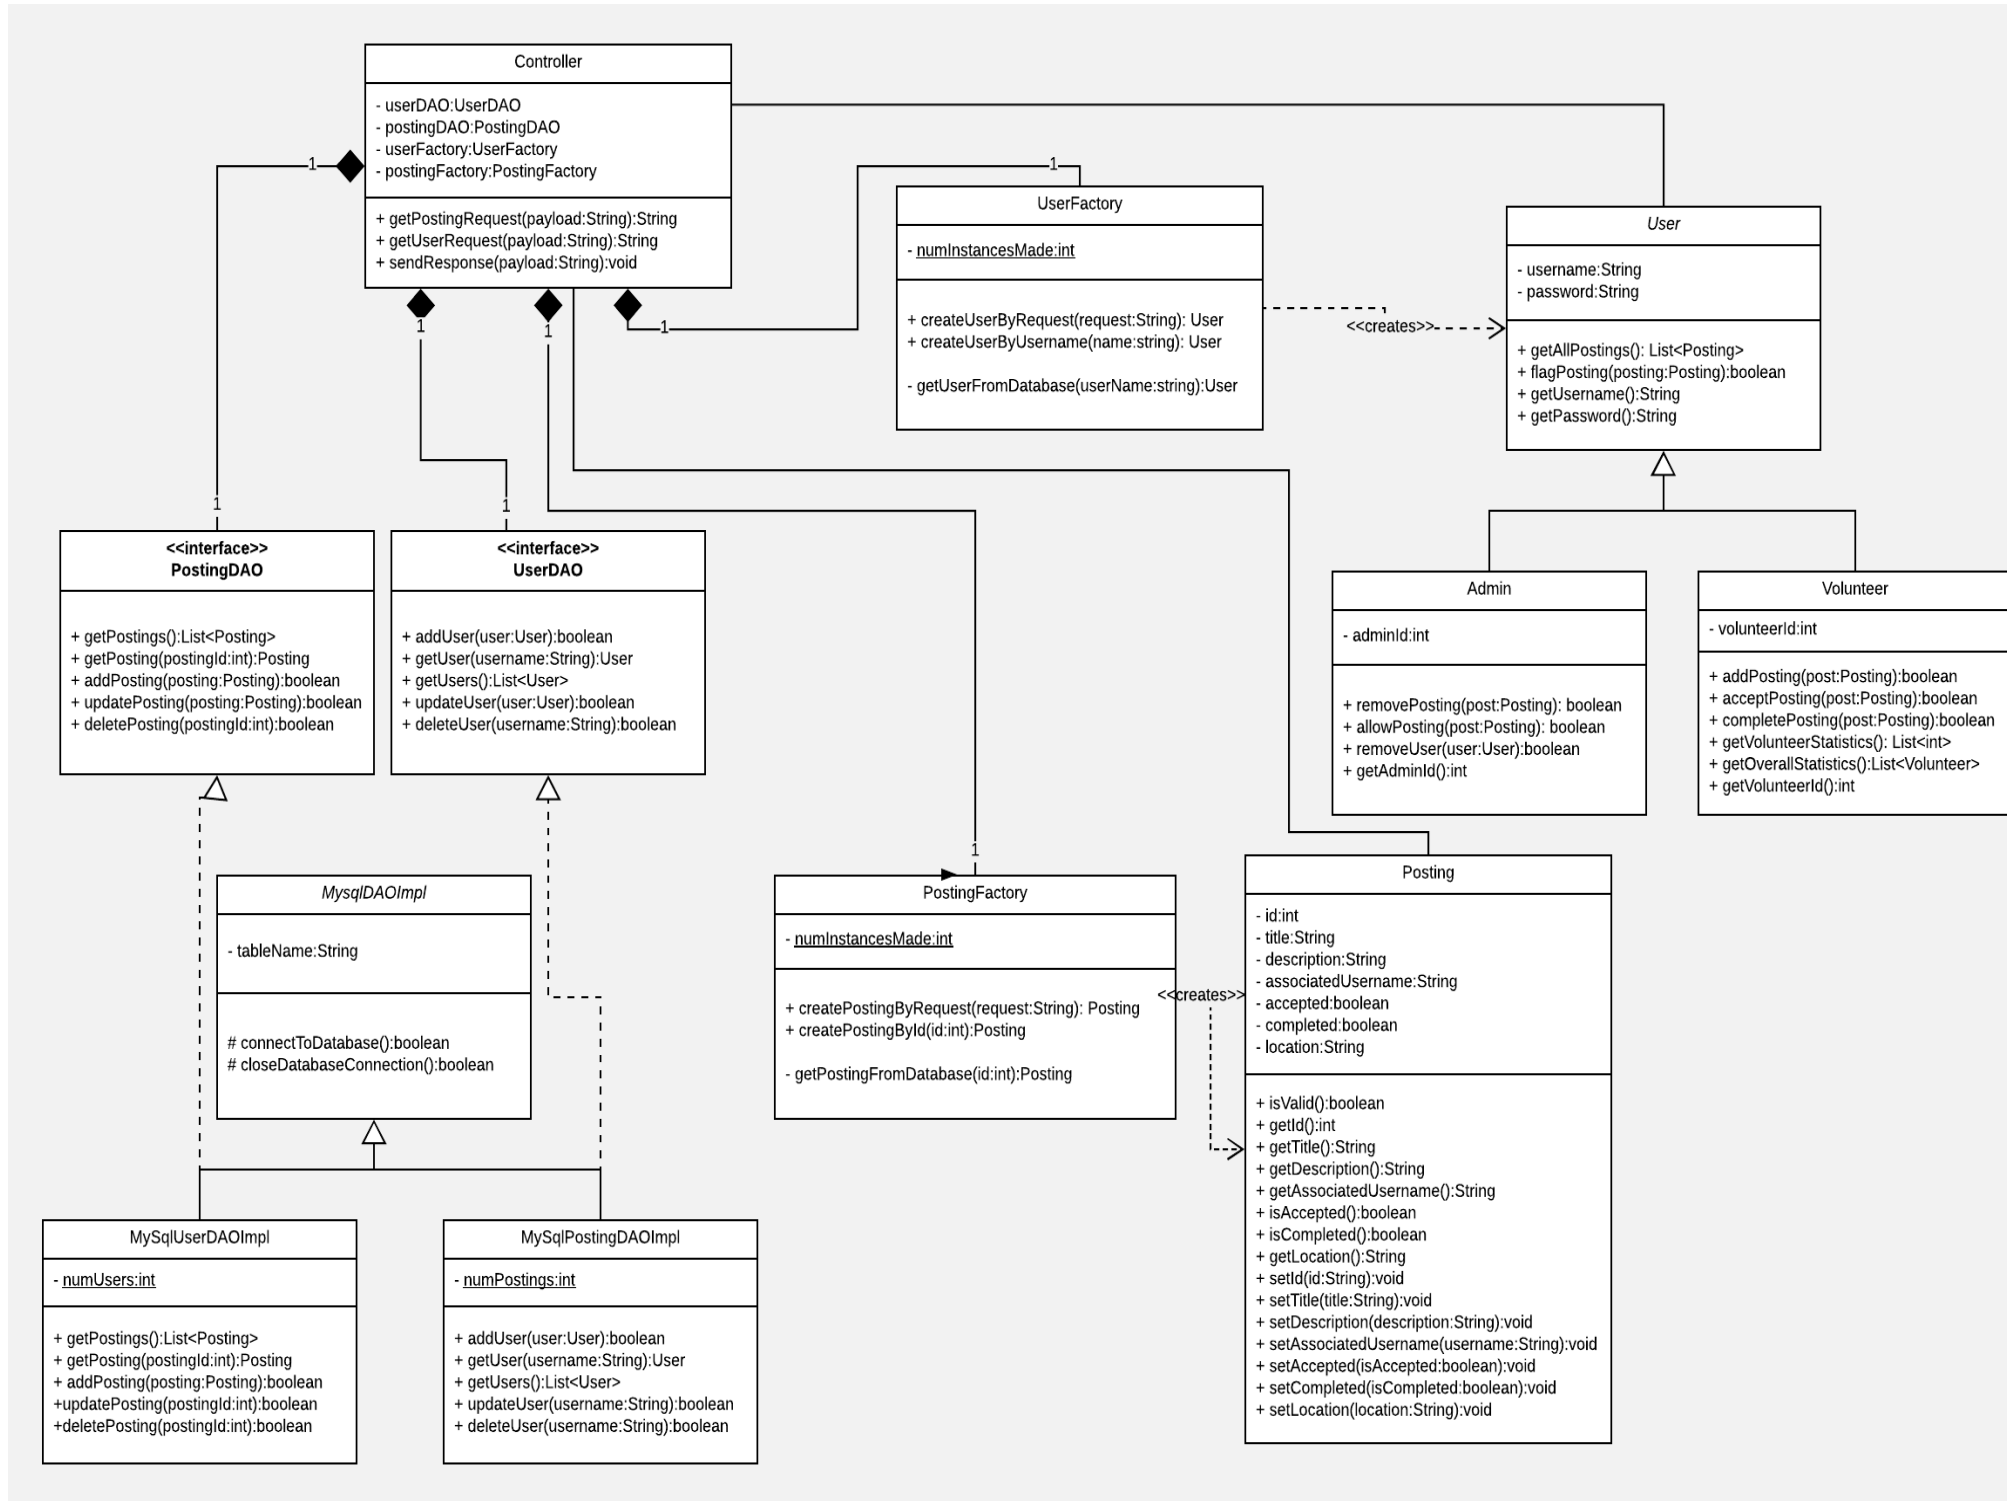 Controller
- userDAO:UserDAO
- postingDAO:PostingDAO
- userFactory:UserFactory
- postingFactory:PostingFactory
+ getPostingRequest(payload:String):String
+ getUserRequest(payload:String):String
+ sendResponse(payload:String):void
1
1
1
1
1
UserFactory
- numInstancesMade:int
+ createUserByRequest(request:String): User
+ createUserByUsername(name:string): User
- getUserFromDatabase(userName:string):User
<<creates>>
User
- username:String
- password:String
+ getAllPostings(): List<Posting>
+ flagPosting(posting:Posting):boolean
+ getUsername():String
+ getPassword():String
1
1
<<interface>>
PostingDAO
+ getPostings():List<Posting>
+ getPosting(postingId:int):Posting
+ addPosting(posting:Posting):boolean
+ updatePosting(posting:Posting):boolean
+ deletePosting(postingId:int):boolean
<<interface>>
UserDAO
+ addUser(user:User):boolean
+ getUser(username:String):User
+ getUsers():List<User>
+ updateUser(user:User):boolean
+ deleteUser(username:String):boolean
Admin
- adminId:int
+ removePosting(post:Posting): boolean
+ allowPosting(post:Posting): boolean
+ removeUser(user:User):boolean
+ getAdminId():int
Volunteer
- volunteerId:int
+ addPosting(post:Posting):boolean
+ acceptPosting(post:Posting):boolean
+ completePosting(post:Posting):boolean
+ getVolunteerStatistics(): List<int>
+ getOverallStatistics():List<Volunteer>
+ getVolunteerId():int
MysqlDAOImpl
- tableName:String
# connectToDatabase():boolean
# closeDatabaseConnection():boolean
1
PostingFactory
- numInstancesMade:int
+ createPostingByRequest(request:String): Posting
+ createPostingById(id:int):Posting
- getPostingFromDatabase(id:int):Posting
<<creates>>
Posting
- id:int
- title:String
- description:String
- associatedUsername:String
- accepted:boolean
- completed:boolean
- location:String
+ isValid():boolean
+ getId():int
+ getTitle():String
+ getDescription():String
+ getAssociatedUsername():String
+ isAccepted():boolean
+ isCompleted():boolean
+ getLocation():String
+ setId(id:String):void
+ setTitle(title:String):void
+ setDescription(description:String):void
+ setAssociatedUsername(username:String):void
+ setAccepted(isAccepted:boolean):void
+ setCompleted(isCompleted:boolean):void
+ setLocation(location:String):void
MySqlUserDAOImpl
- numUsers:int
+ getPostings():List<Posting>
+ getPosting(postingId:int):Posting
+ addPosting(posting:Posting):boolean
+updatePosting(postingId:int):boolean
+deletePosting(postingId:int):boolean
MySqlPostingDAOImpl
- numPostings:int
+ addUser(user:User):boolean
+ getUser(username:String):User
+ getUsers():List<User>
+ updateUser(username:String):boolean
+ deleteUser(username:String):boolean